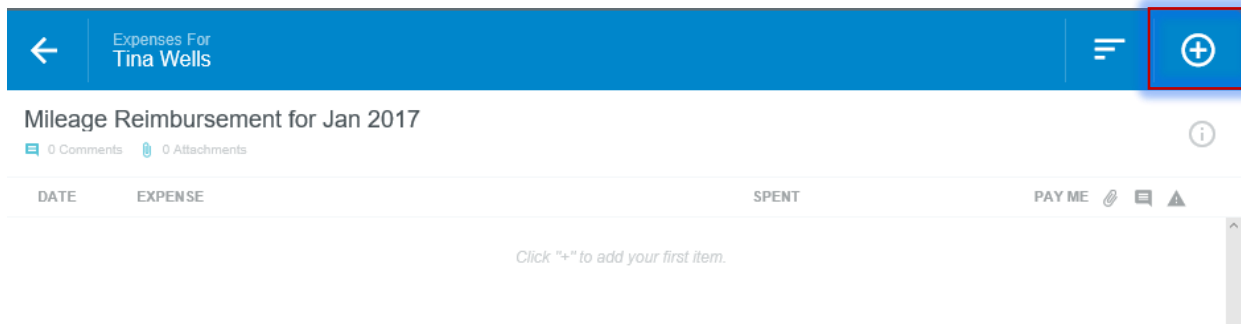 Expenses For
Tina Wells
Mileage Reimbursement for Jan 2017
0 Comments 0 Attachments
DATE EXPENSE SPENT PAY ME
Click "+" to add your first item.